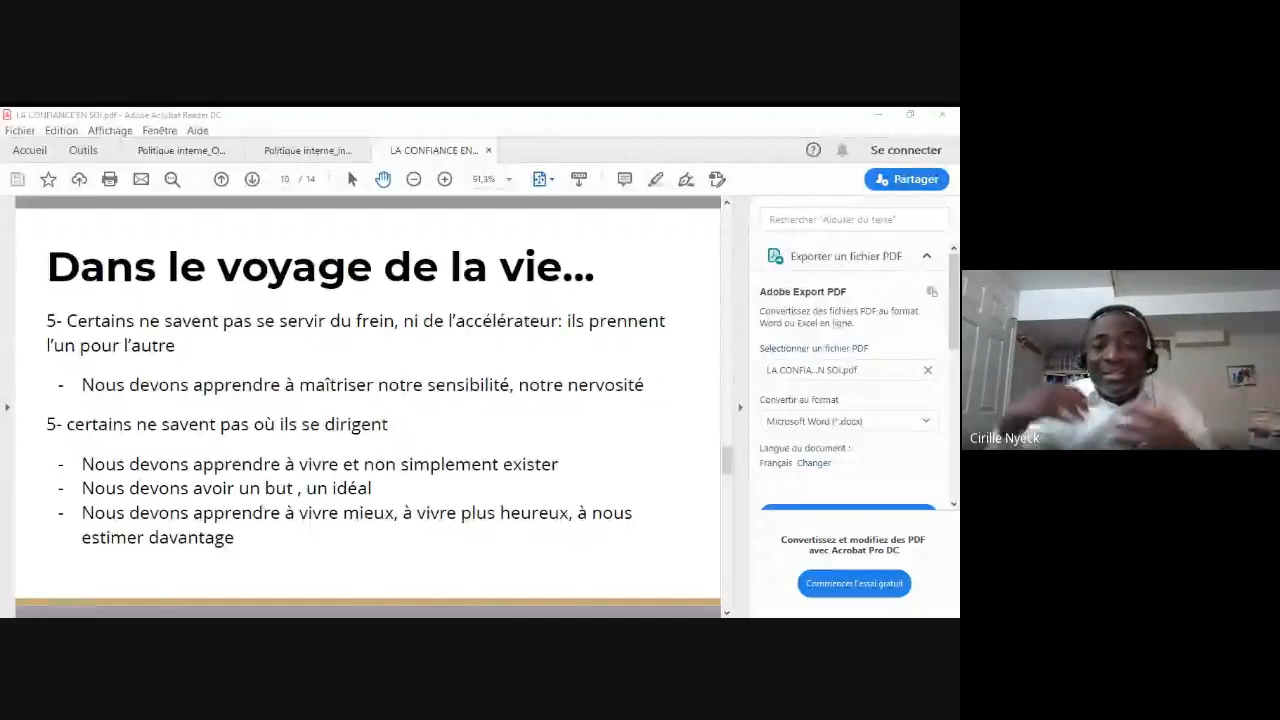 LA CONFIANCE EN SOI.pdf - Adobe Acrobat Reader DC
Fichier Edition Affichage Fenêtre Aide
Accueil Outils Politique interne_O... Politique interne_in... LA CONFIANCE EN... × Se connecter
10 / 14 91,3% Partager
Dans le voyage de la vie...
5- Certains ne savent pas se servir du frein, ni de l’accélérateur: ils prennent
l’un pour l’autre
- Nous devons apprendre à maîtriser notre sensibilité, notre nervosité
5- certains ne savent pas où ils se dirigent
- Nous devons apprendre à vivre et non simplement exister
- Nous devons avoir un but , un idéal
- Nous devons apprendre à vivre mieux, à vivre plus heureux, à nous
estimer davantage
Rechercher "Ajouter du texte"
Exporter un fichier PDF
Adobe Export PDF
Convertissez des fichiers PDF au format
Word ou Excel en ligne.
Sélectionner un fichier PDF
LA CONFIA...N SOI.pdf
Convertir au format
Microsoft Word (*.docx)
Langue du document :
Français Changer
Convertissez et modifiez des PDF
avec Acrobat Pro DC
Commencer l'essai gratuit
Cirille Nyeck